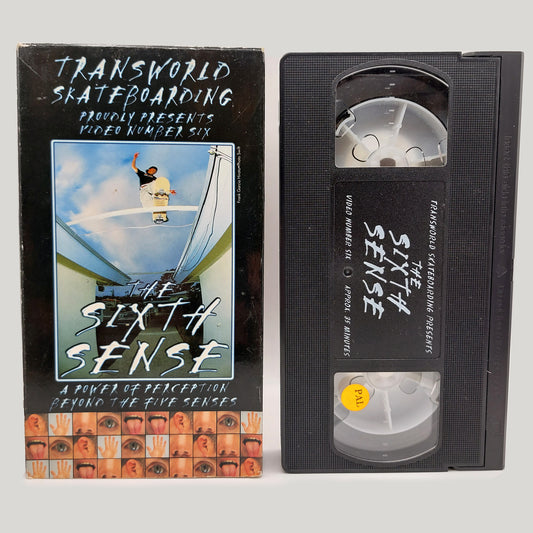 TRANSWORLD
SKATEBOARDING
PROUDLY PRESENTS
VIDEO NUMBER SIX
THE
SIXTH
SENSE
A POWER OF PERCEPTION
BEYOND THE FIVE SENSES
TRANSWORLD SKATEBOARDING PRESENTS
THE
SIXTH
SENSE
VIDEO NUMBER SIX APPROX. 35 MINUTES
PAL